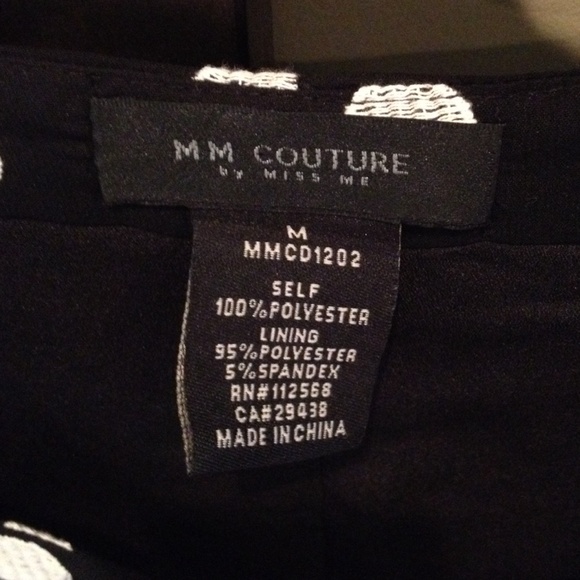 MM COUTURE
by MISS ME
M
MMCD1202
SELF
100%POLYESTER
LINING
95%POLYESTER
5%SPANDEX
RN#112568
CA#29438
MADE IN CHINA